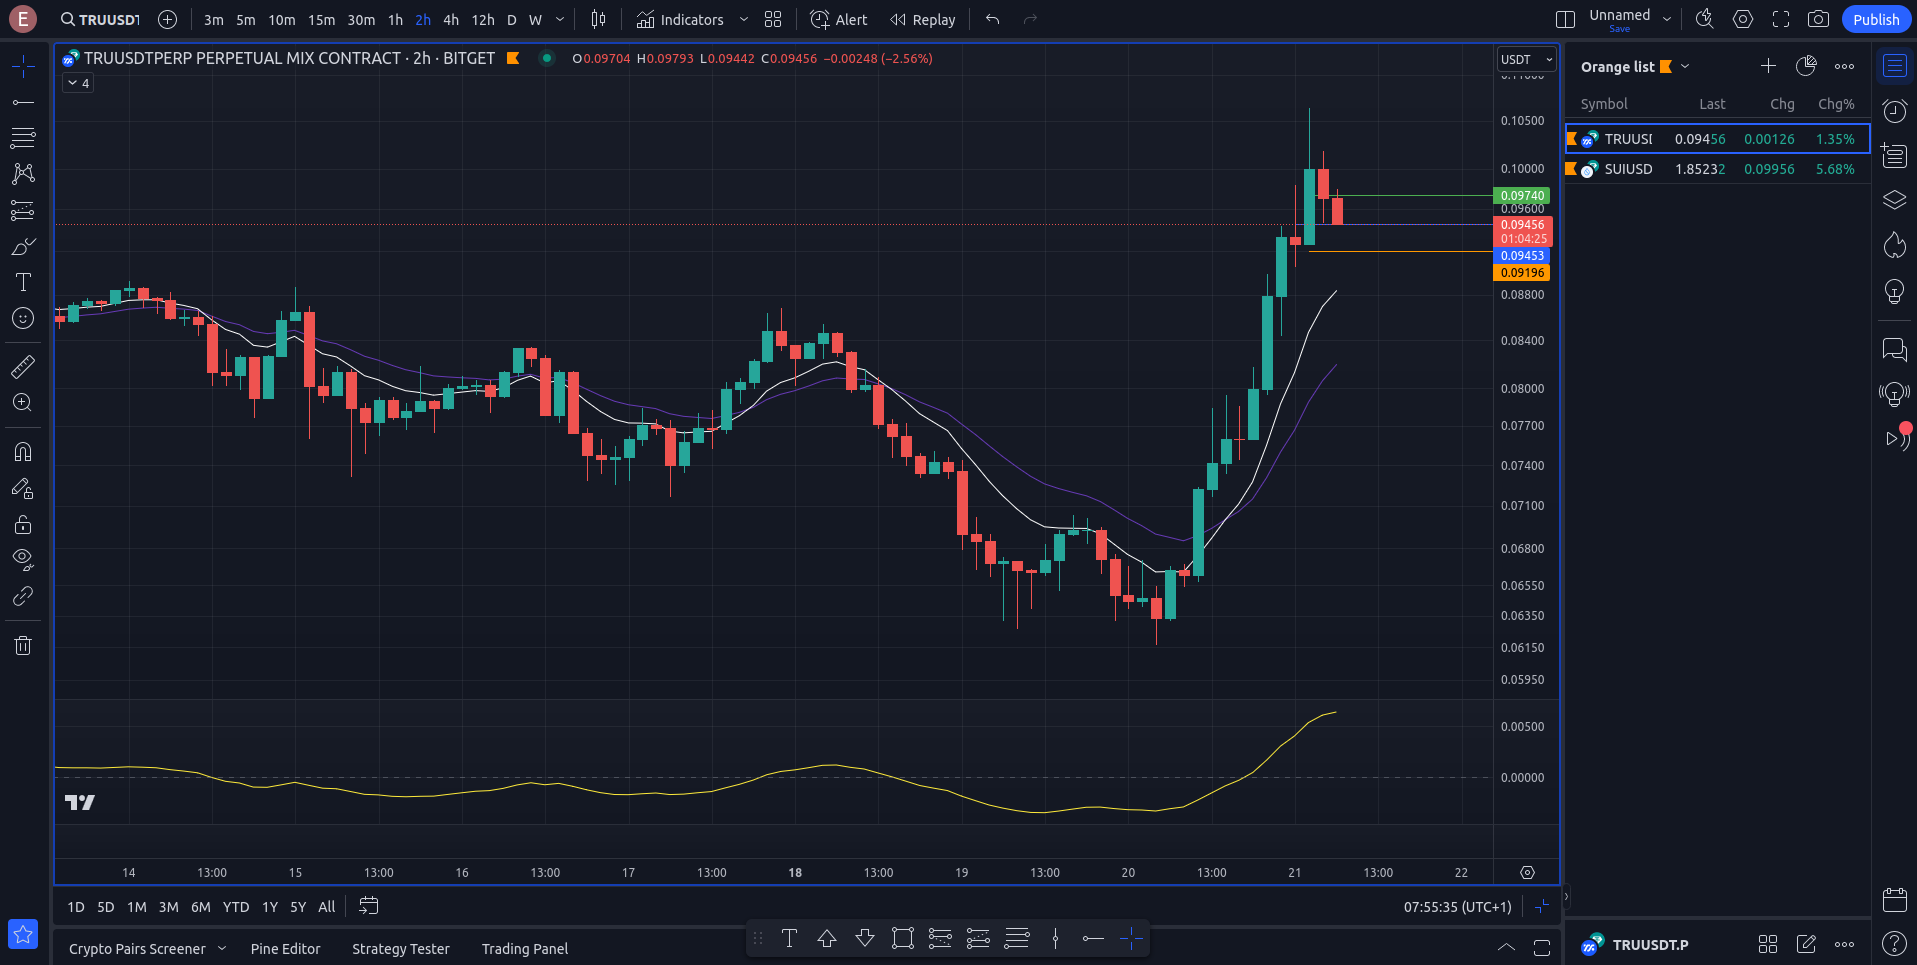 E
TRUUSDT
3m 5m 10m 15m 30m 1h 2h 4h 12h D W
Indicators
Alert
Replay
Unnamed
Save
Publish
TRUUSDTPERP PERPETUAL MIX CONTRACT · 2h · BITGET
O0.09704 H0.09793 L0.09442 C0.09456 −0.00248 (−2.56%)
4
USDT
0.11000
0.10500
0.10000
0.09740
0.09600
0.09456
01:04:25
0.09453
0.09196
0.08800
0.08400
0.08000
0.07700
0.07400
0.07100
0.06800
0.06550
0.06350
0.06150
0.05950
0.00500
0.00000
14 13:00 15 13:00 16 13:00 17 13:00 18 13:00 19 13:00 20 13:00 21 13:00 22
1D 5D 1M 3M 6M YTD 1Y 5Y All
07:55:35 (UTC+1)
Crypto Pairs Screener
Pine Editor
Strategy Tester
Trading Panel
Orange list
Symbol Last Chg Chg%
TRUUSI 0.09456 0.00126 1.35%
SUIUSD 1.85232 0.09956 5.68%
TRUUSDT.P